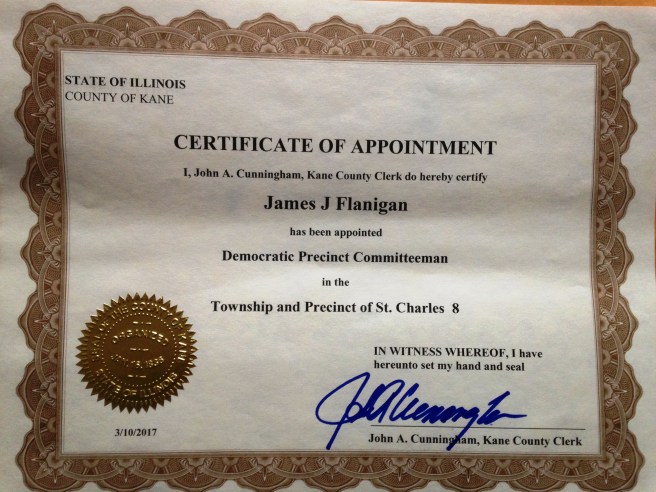 STATE OF ILLINOIS
COUNTY OF KANE
CERTIFICATE OF APPOINTMENT
I, John A. Cunningham, Kane County Clerk do hereby certify
James J Flanigan
has been appointed
Democratic Precinct Committeeman
in the
Township and Precinct of St. Charles 8
IN WITNESS WHEREOF, I have
hereunto set my hand and seal
John A. Cunningham, Kane County Clerk
3/10/2017